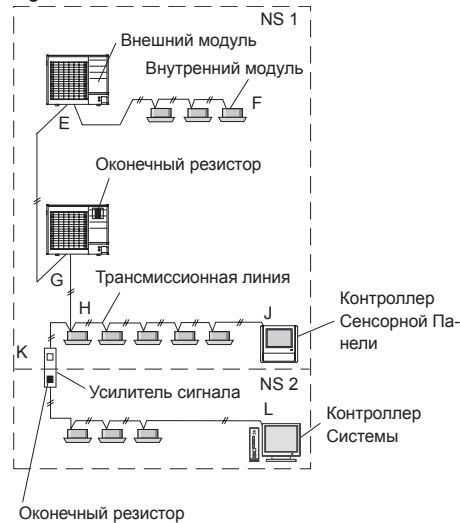 NS 1
Внешний модуль
Внутренний модуль
E
F
Оконечный резистор
G
Трансмиссионная линия
H
J
Контроллер
Сенсорной Па-
нели
K
NS 2
Усилитель сигнала
L
Контроллер
Системы
Оконечный резистор